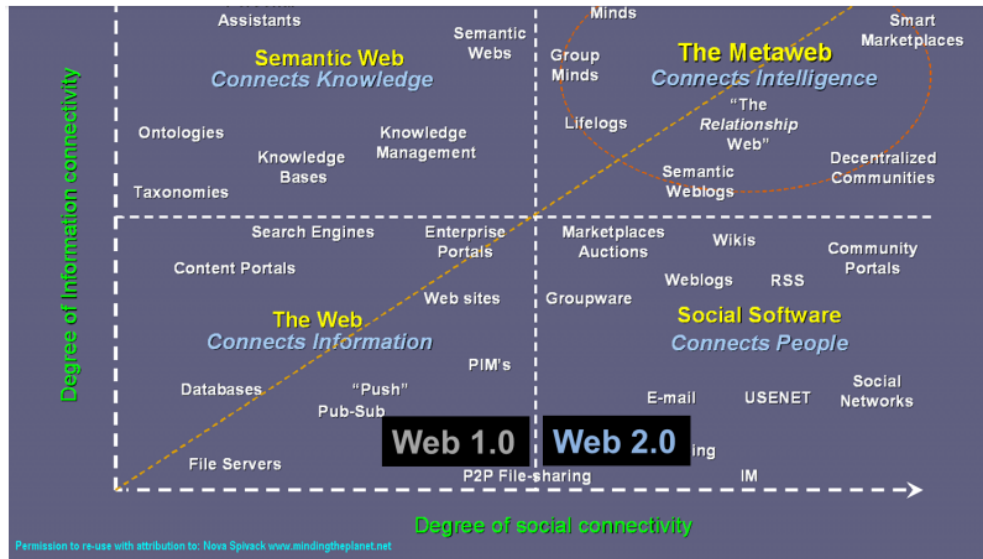 Assistants
Semantic Web
Connects Knowledge
Semantic
Webs
Ontologies
Knowledge
Management
Knowledge
Bases
Taxonomies
Minds
Group
Minds
The Metaweb
Connects Intelligence
Smart
Marketplaces
Lifelogs
“The
Relationship
Web”
Semantic
Weblogs
Decentralized
Communities
Search Engines
Enterprise
Portals
Content Portals
Web sites
The Web
Connects Information
PIM's
Databases
“Push”
Pub-Sub
File Servers
Web 1.0
Marketplaces
Auctions
Wikis
Community
Portals
Weblogs
RSS
Groupware
Social Software
Connects People
E-mail
USENET
Social
Networks
Web 2.0
P2P File-sharing
IM
Degree of Information connectivity
Degree of social connectivity
Permission to re-use with attribution to: Nova Spivack www.mindingtheplanet.net